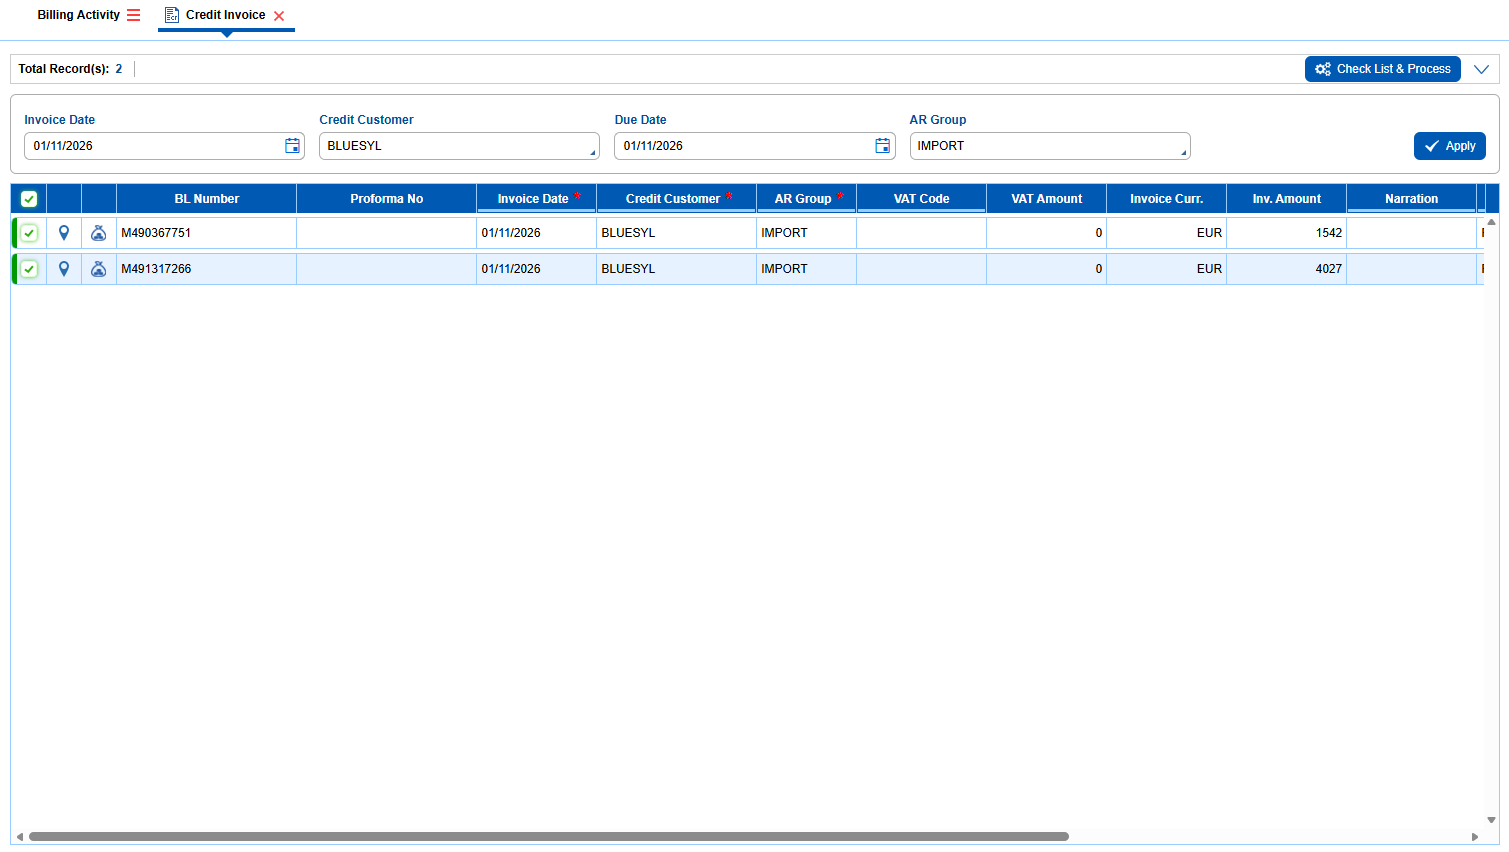 Billing Activity Credit Invoice
Total Record(s): 2 Check List & Process
Invoice Date Credit Customer Due Date AR Group
01/11/2026 BLUESYL 01/11/2026 IMPORT Apply
BL Number Proforma No Invoice Date * Credit Customer * AR Group * VAT Code VAT Amount Invoice Curr. Inv. Amount Narration
M490367751 01/11/2026 BLUESYL IMPORT 0 EUR 1542
M491317266 01/11/2026 BLUESYL IMPORT 0 EUR 4027